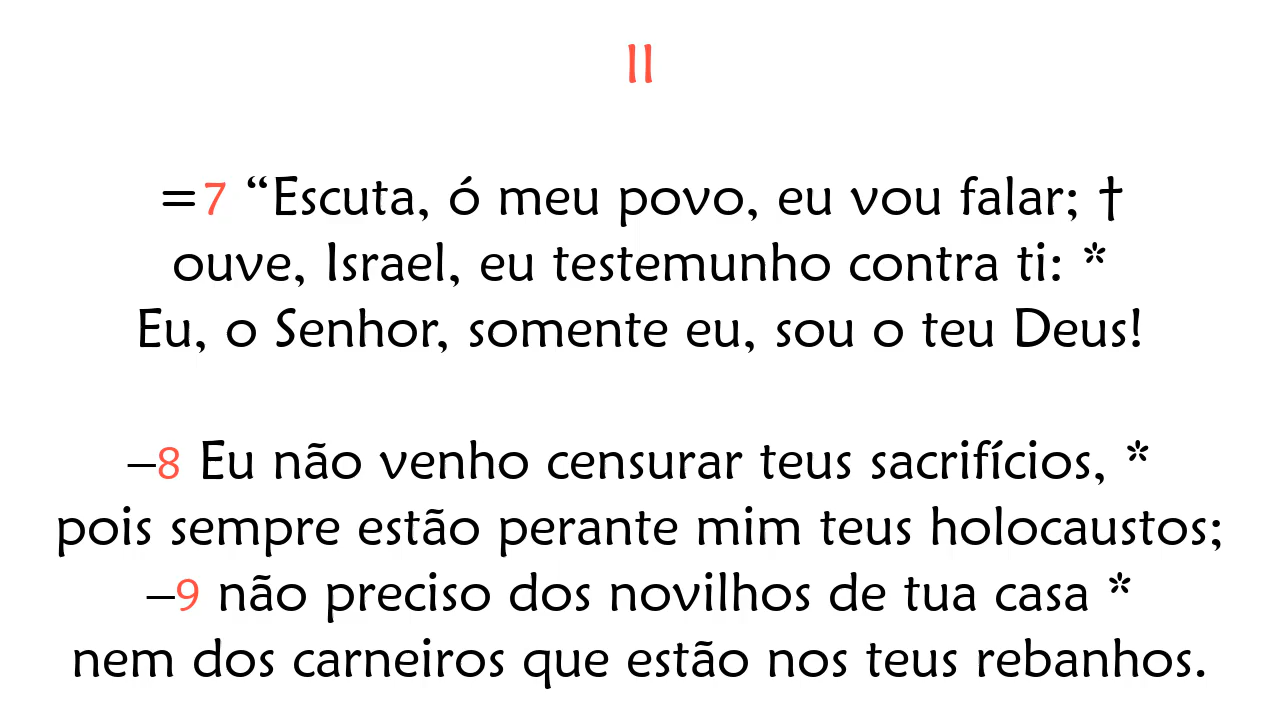 II
=7 “Escuta, ó meu povo, eu vou falar; †
ouve, Israel, eu testemunho contra ti: *
Eu, o Senhor, somente eu, sou o teu Deus!
–8 Eu não venho censurar teus sacrifícios, *
pois sempre estão perante mim teus holocaustos;
–9 não preciso dos novilhos de tua casa *
nem dos carneiros que estão nos teus rebanhos.